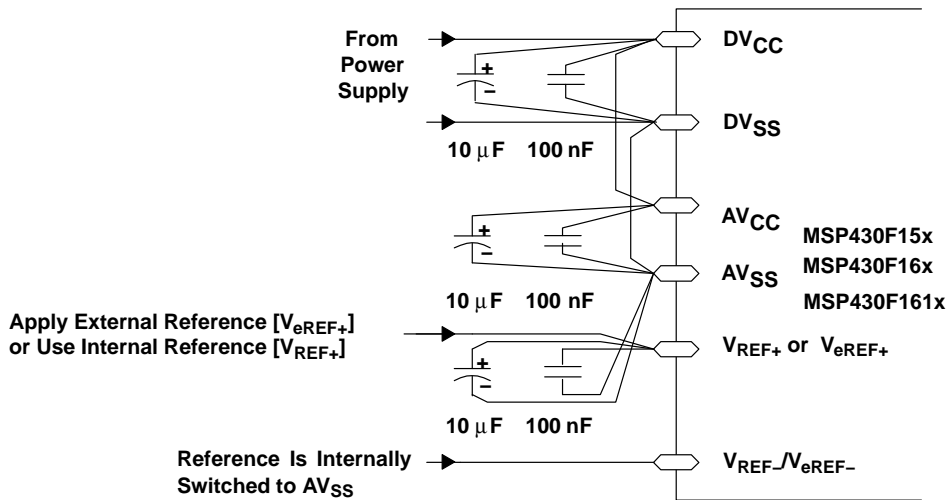 From
Power
Supply
DVCC
+
−
DVSS
10 μF 100 nF
AVCC
+
−
MSP430F15x
MSP430F16x
MSP430F161x
AVSS
10 μF 100 nF
Apply External Reference [VeREF+]
or Use Internal Reference [VREF+]
VREF+ or VeREF+
+
−
10 μF 100 nF
Reference Is Internally
Switched to AVSS
VREF−/VeREF−